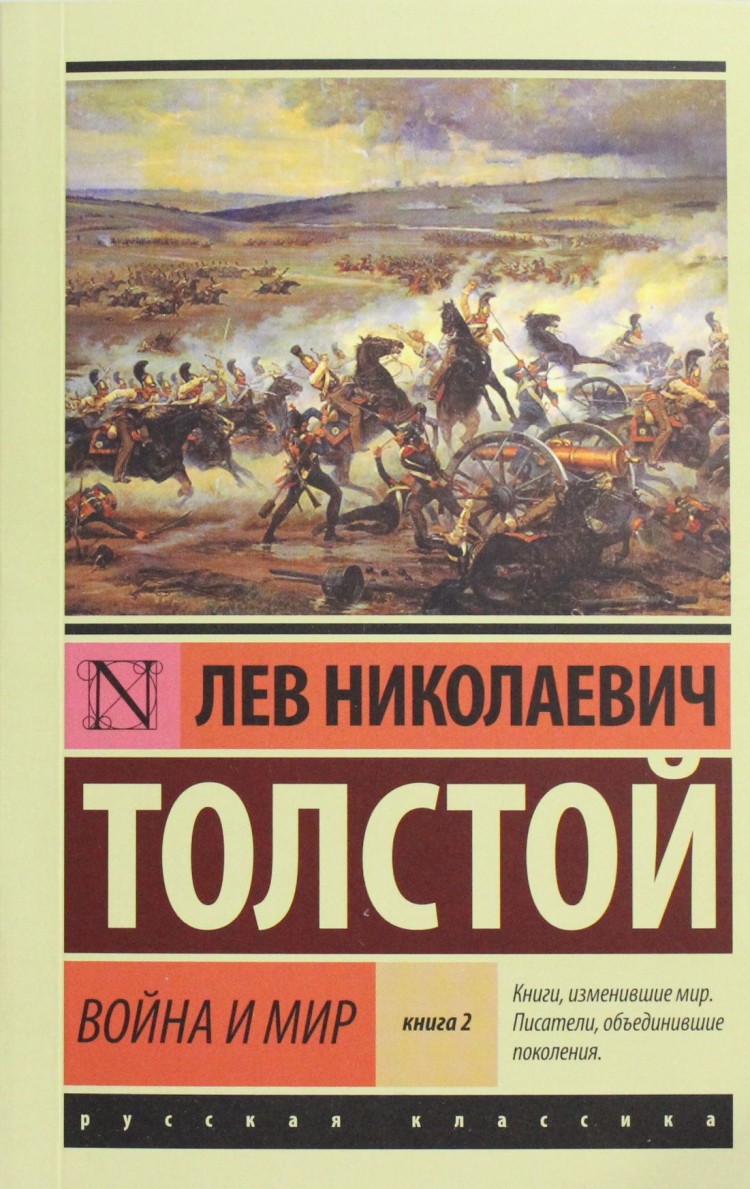 N
ЛЕВ НИКОЛАЕВИЧ
ТОЛСТОЙ
ВОЙНА И МИР
книга 2
Книги, изменившие мир.
Писатели, объединившие
поколения.
русская классика